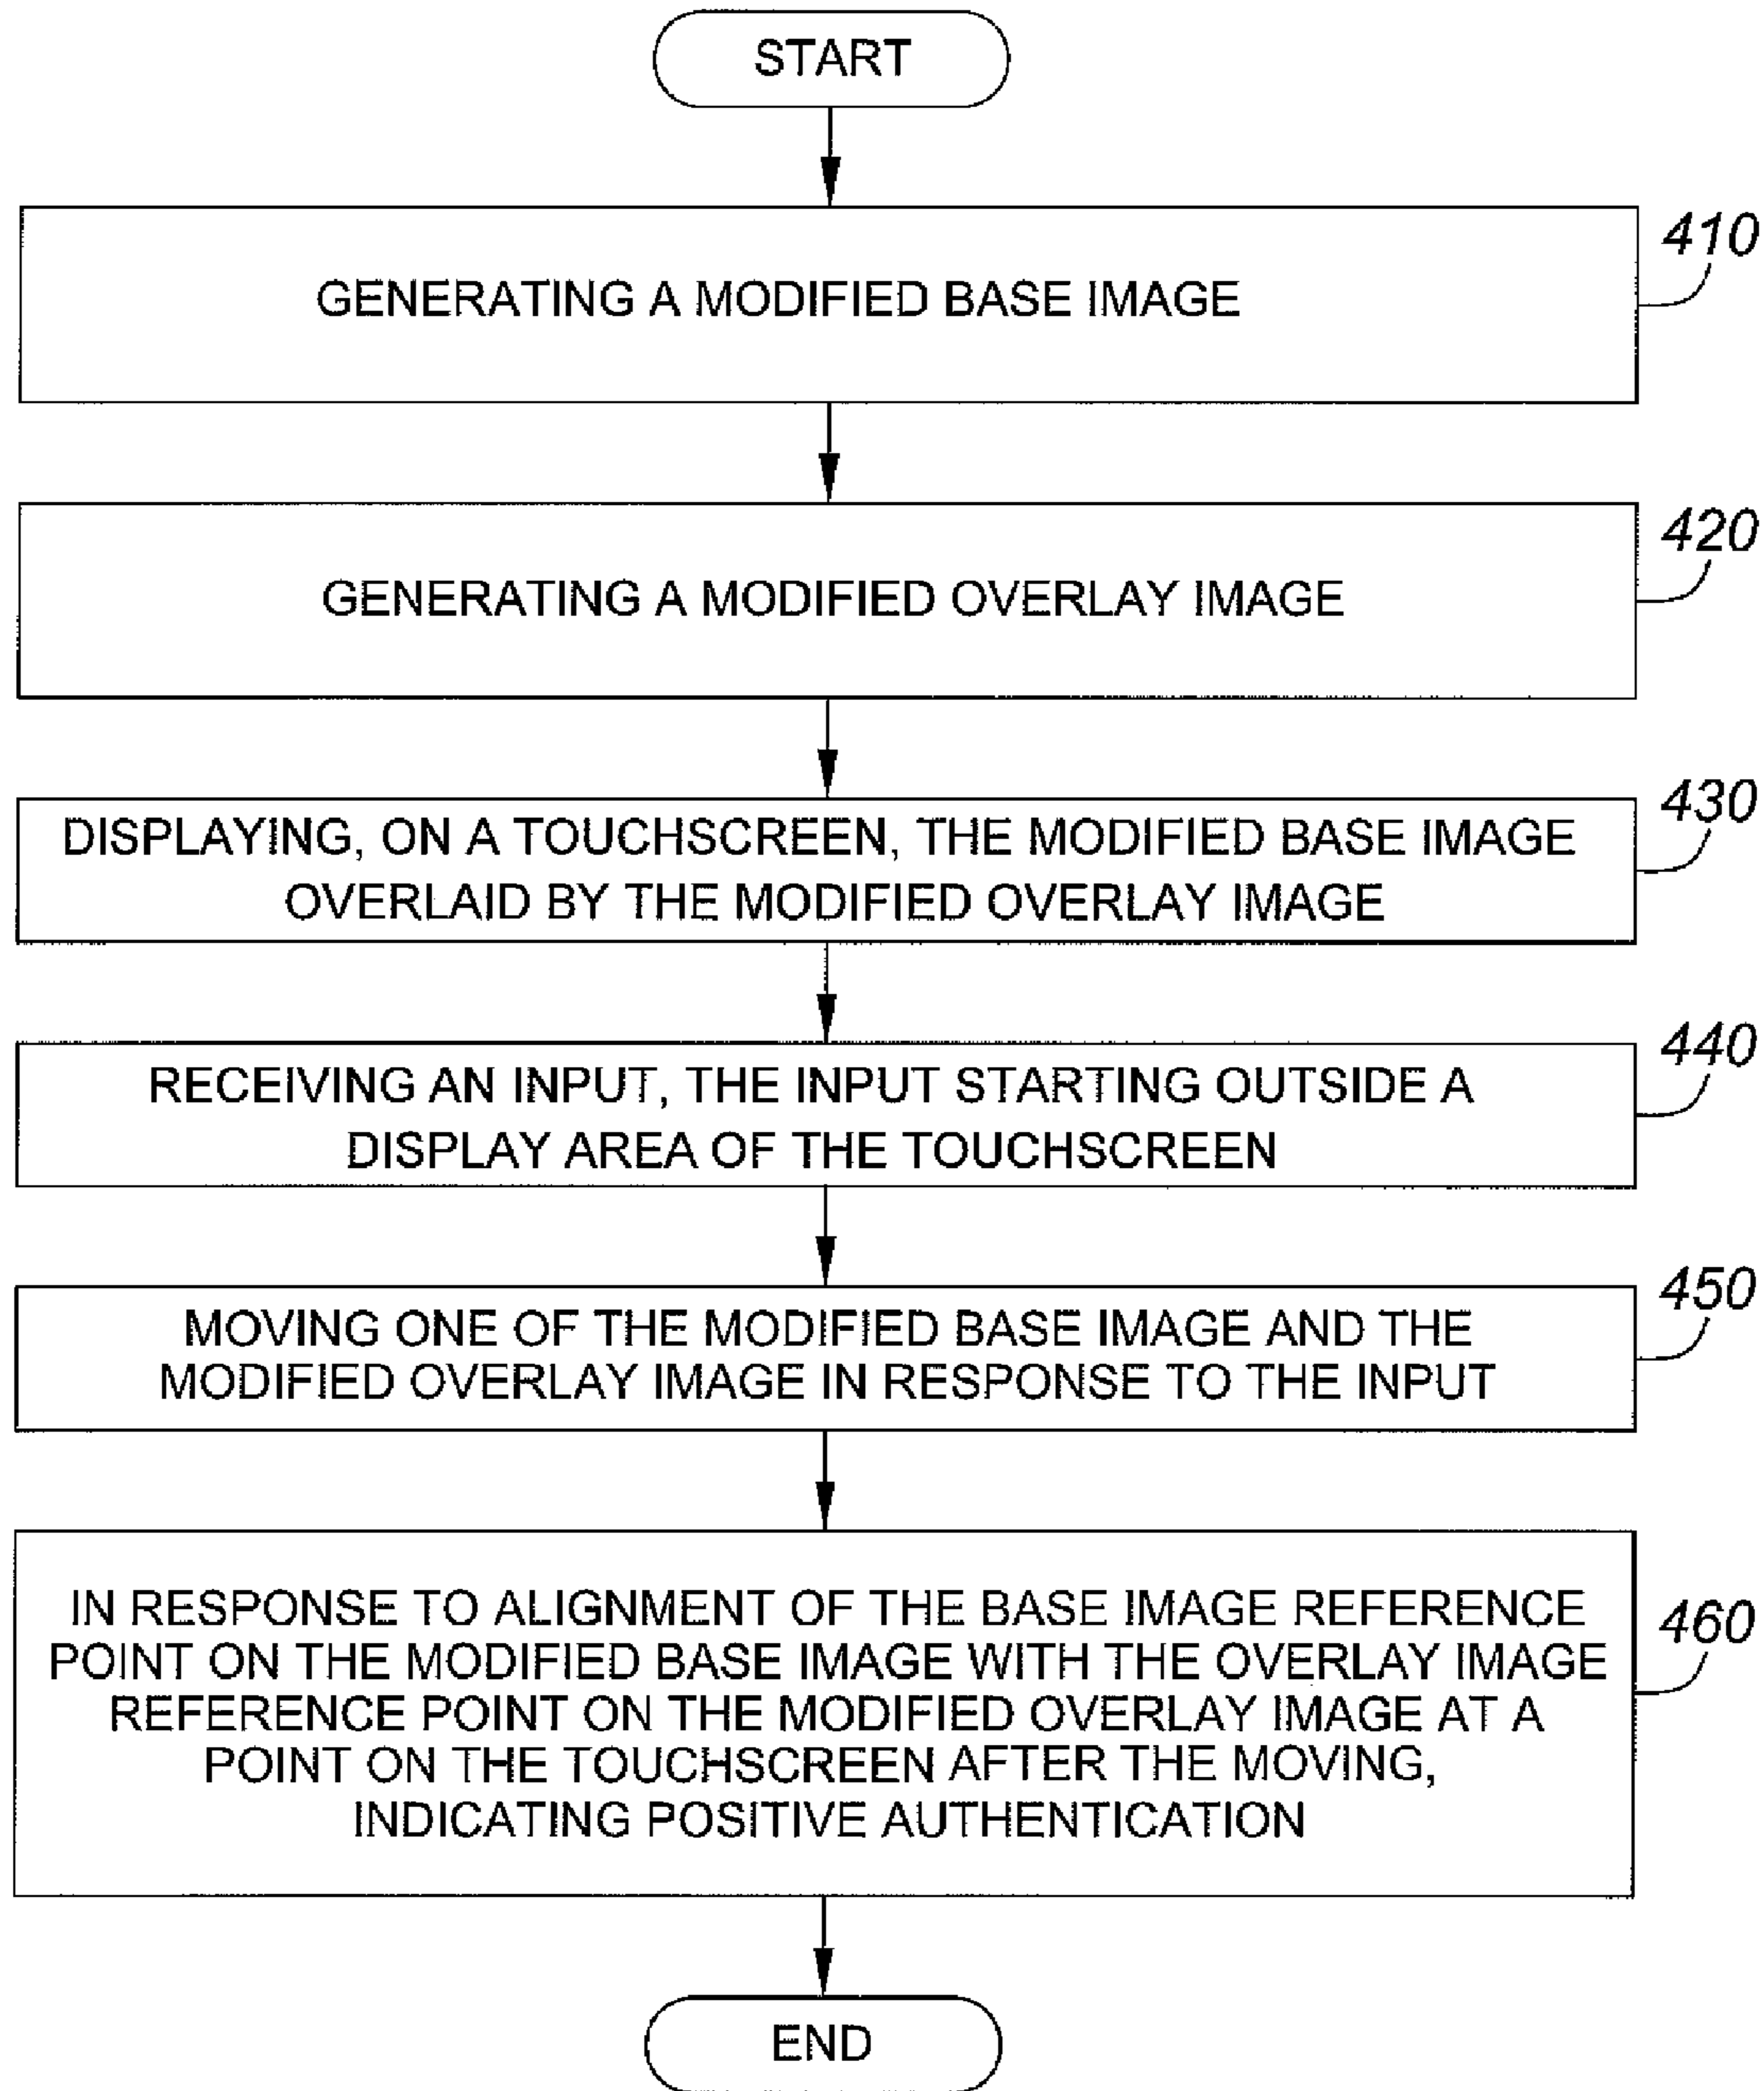 START
GENERATING A MODIFIED BASE IMAGE
410
GENERATING A MODIFIED OVERLAY IMAGE
420
DISPLAYING, ON A TOUCHSCREEN, THE MODIFIED BASE IMAGE
OVERLAID BY THE MODIFIED OVERLAY IMAGE
430
RECEIVING AN INPUT, THE INPUT STARTING OUTSIDE A
DISPLAY AREA OF THE TOUCHSCREEN
440
MOVING ONE OF THE MODIFIED BASE IMAGE AND THE
MODIFIED OVERLAY IMAGE IN RESPONSE TO THE INPUT
450
IN RESPONSE TO ALIGNMENT OF THE BASE IMAGE REFERENCE
POINT ON THE MODIFIED BASE IMAGE WITH THE OVERLAY IMAGE
REFERENCE POINT ON THE MODIFIED OVERLAY IMAGE AT A
POINT ON THE TOUCHSCREEN AFTER THE MOVING,
INDICATING POSITIVE AUTHENTICATION
460
END